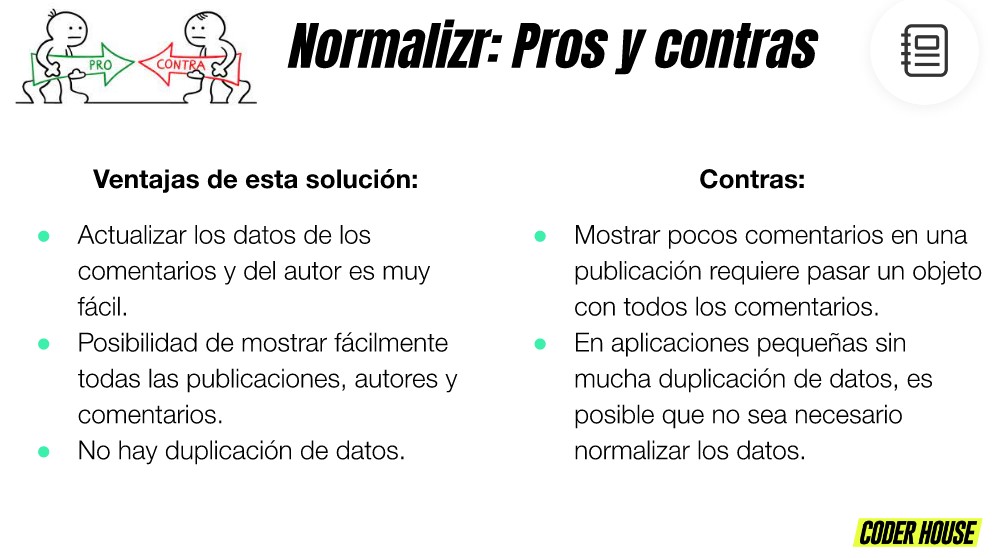 PRO
CONTRA
Normalizr: Pros y contras
Ventajas de esta solución:
Actualizar los datos de los
comentarios y del autor es muy
fácil.
Posibilidad de mostrar fácilmente
todas las publicaciones, autores y
comentarios.
No hay duplicación de datos.
Contras:
Mostrar pocos comentarios en una
publicación requiere pasar un objeto
con todos los comentarios.
En aplicaciones pequeñas sin
mucha duplicación de datos, es
posible que no sea necesario
normalizar los datos.
CODER HOUSE